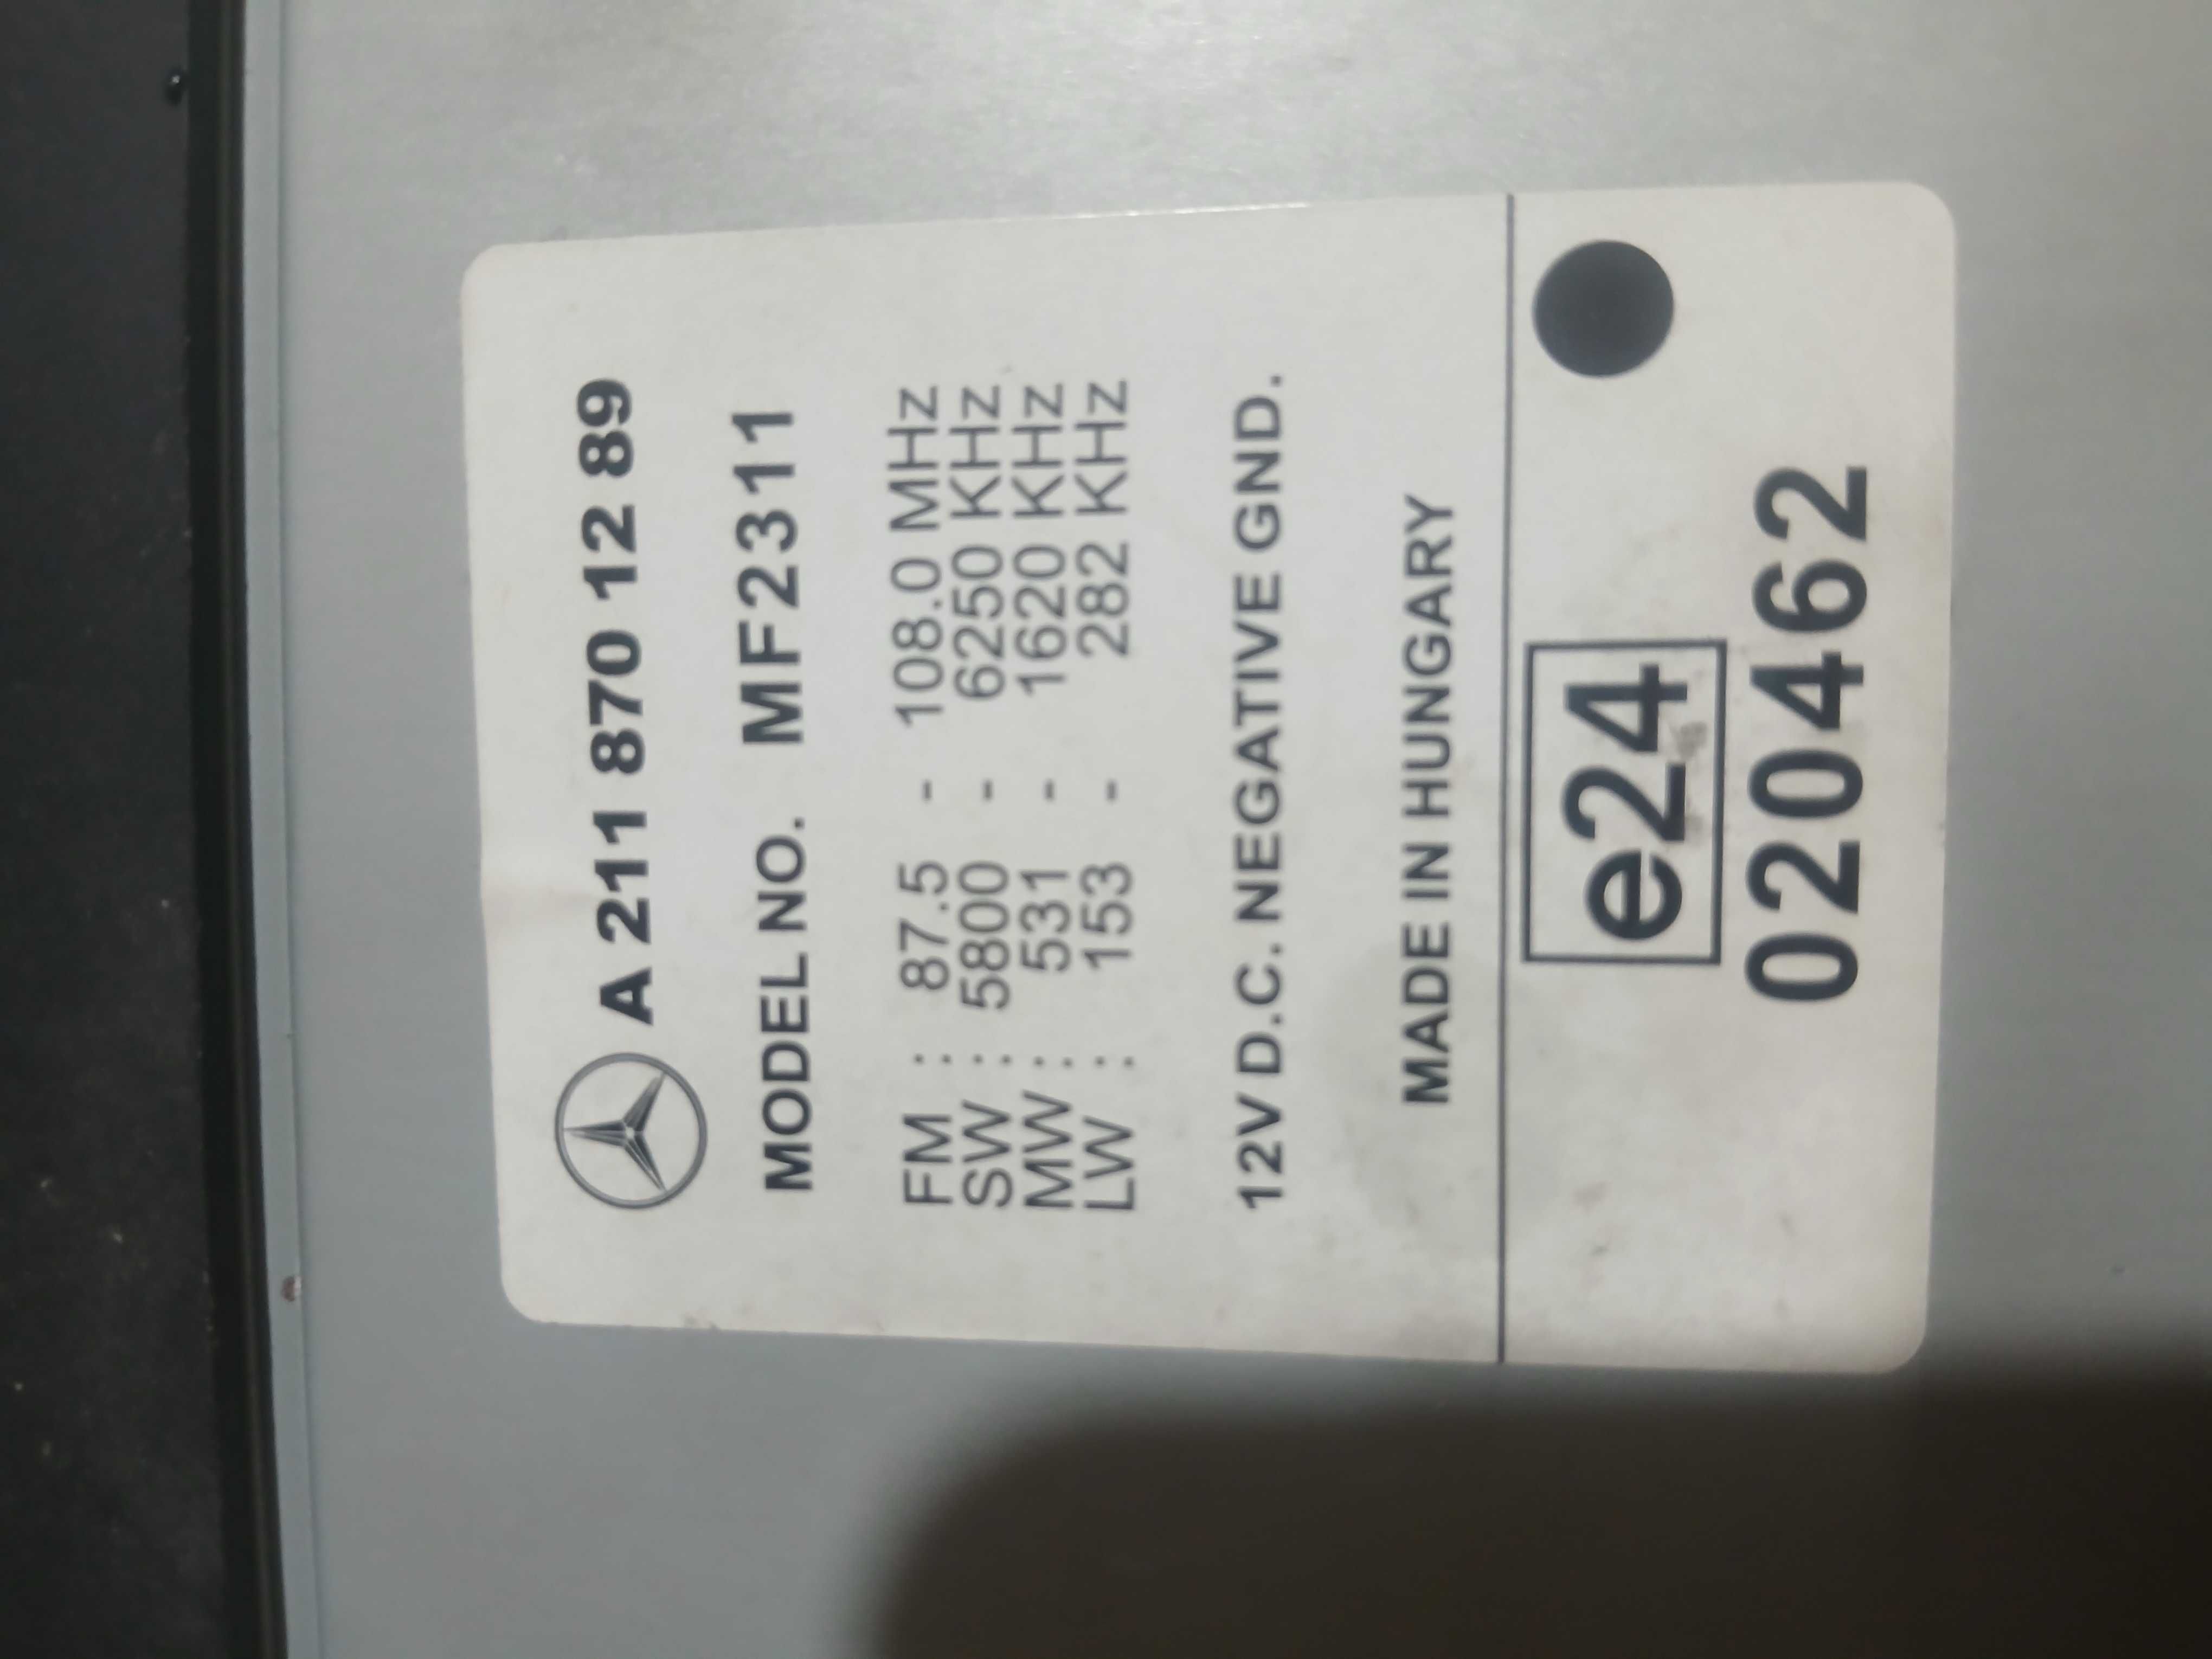 A 211 870 12 89
MODEL NO. MF2311
FM : 87.5 - 108.0 MHz
SW : 5800 - 6250 KHz
MW : 531 - 1620 KHz
LW : 153 - 282 KHz
12V D.C. NEGATIVE GND.
MADE IN HUNGARY
e24
020462